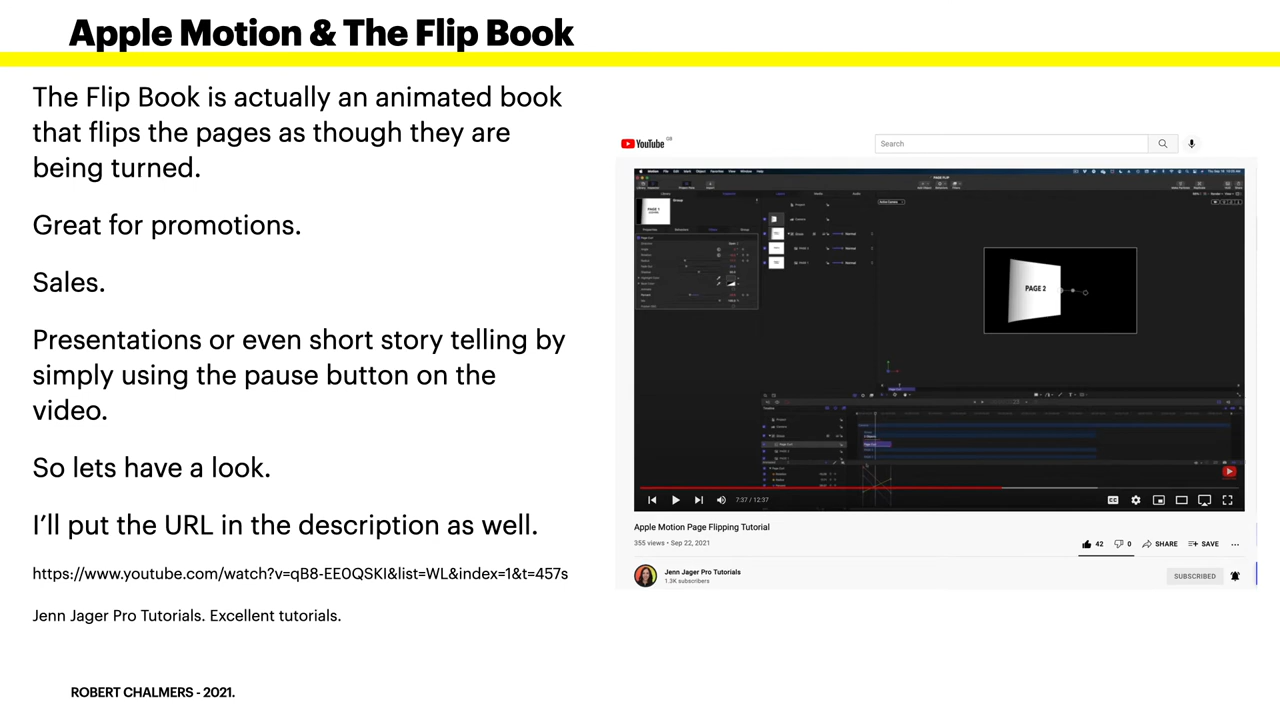 Apple Motion & The Flip Book
The Flip Book is actually an animated book
that flips the pages as though they are
being turned.
Great for promotions.
Sales.
Presentations or even short story telling by
simply using the pause button on the
video.
So lets have a look.
I’ll put the URL in the description as well.
https://www.youtube.com/watch?v=qB8-EE0QSKI&list=WL&index=1&t=457s
Jenn Jager Pro Tutorials. Excellent tutorials.
ROBERT CHALMERS - 2021.
YouTube GB
Search
PAGE 1
PAGE 2
7:37 / 12:37
CC
Apple Motion Page Flipping Tutorial
355 views • Sep 22, 2021
42
0
SHARE
SAVE
Jenn Jager Pro Tutorials
1.3K subscribers
SUBSCRIBED